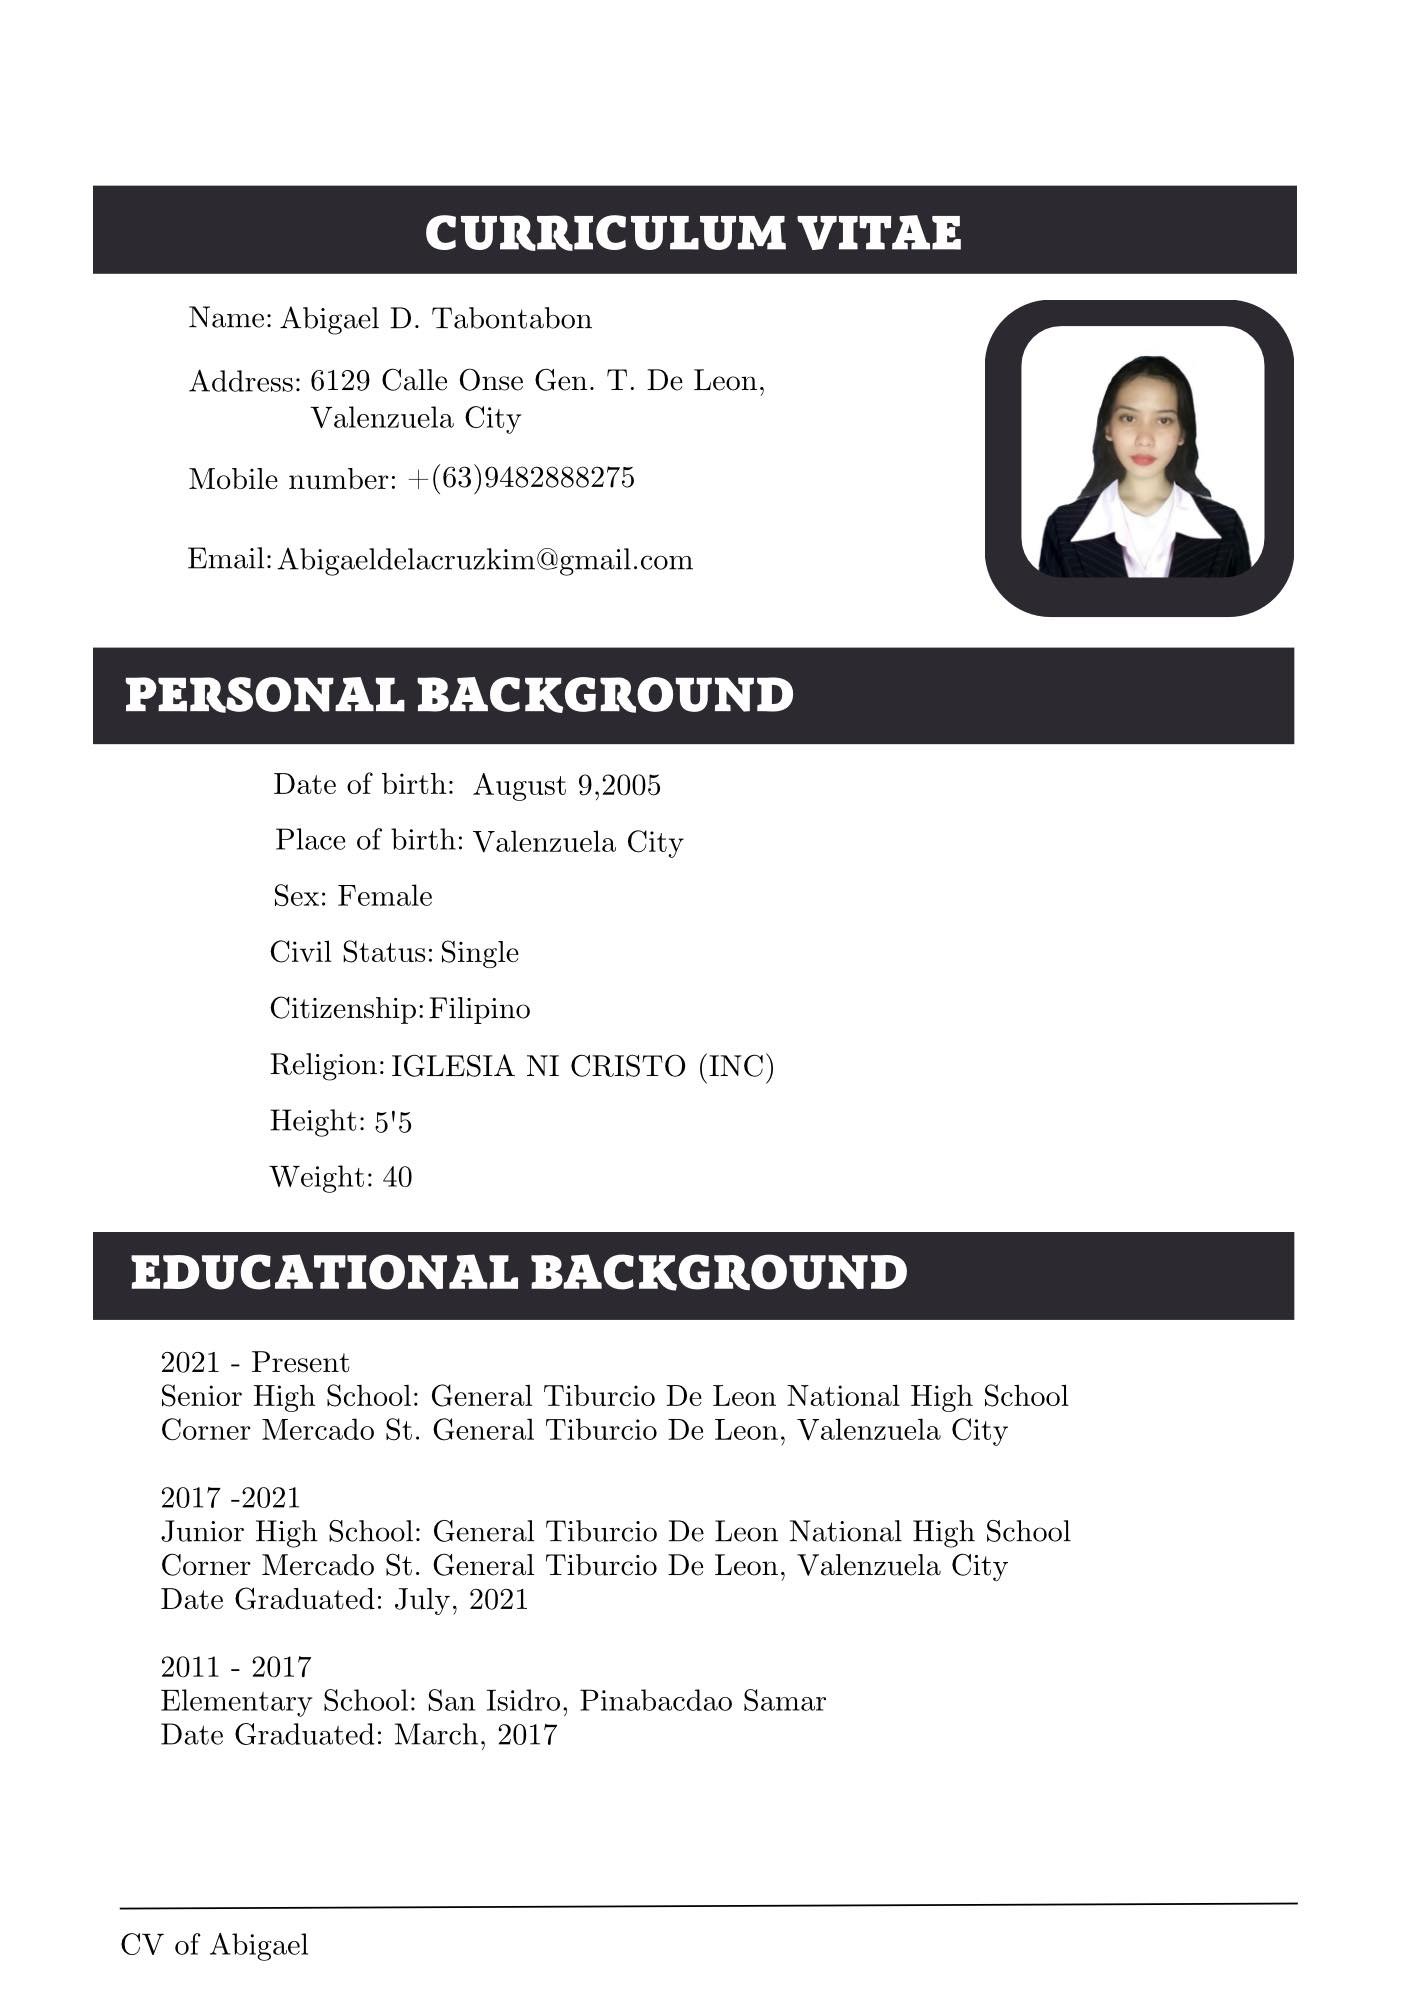 CURRICULUM VITAE
Name: Abigael D. Tabontabon
Address: 6129 Calle Onse Gen. T. De Leon,
Valenzuela City
Mobile number: +(63)9482888275
Email: Abigaeldelacruzkim@gmail.com
PERSONAL BACKGROUND
Date of birth: August 9,2005
Place of birth: Valenzuela City
Sex: Female
Civil Status: Single
Citizenship: Filipino
Religion: IGLESIA NI CRISTO (INC)
Height: 5'5
Weight: 40
EDUCATIONAL BACKGROUND
2021 - Present
Senior High School: General Tiburcio De Leon National High School
Corner Mercado St. General Tiburcio De Leon, Valenzuela City
2017 -2021
Junior High School: General Tiburcio De Leon National High School
Corner Mercado St. General Tiburcio De Leon, Valenzuela City
Date Graduated: July, 2021
2011 - 2017
Elementary School: San Isidro, Pinabacdao Samar
Date Graduated: March, 2017
CV of Abigael